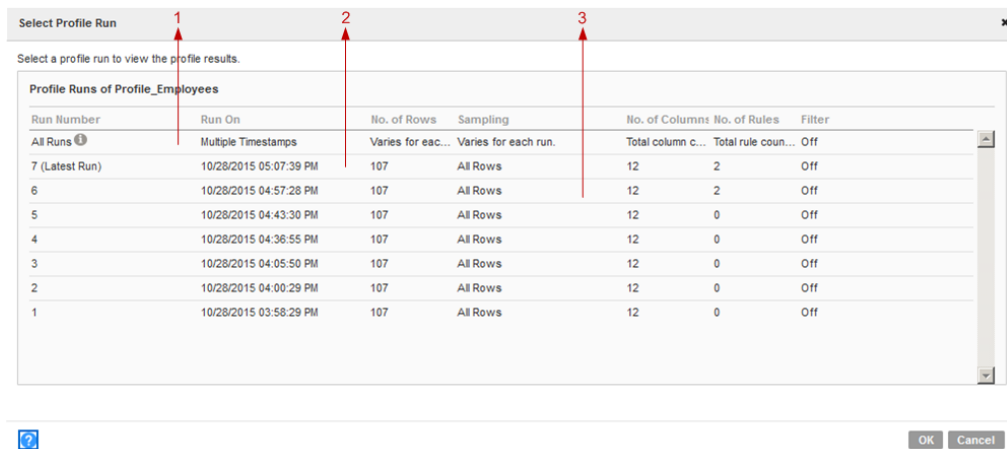 1 2 3
Select Profile Run x
Select a profile run to view the profile results.
Profile Runs of Profile_Employees
Run Number Run On No. of Rows Sampling No. of Columns No. of Rules Filter
All Runs Multiple Timestamps Varies for eac... Varies for each run. Total column c... Total rule coun... Off
7 (Latest Run) 10/28/2015 05:07:39 PM 107 All Rows 12 2 Off
6 10/28/2015 04:57:28 PM 107 All Rows 12 2 Off
5 10/28/2015 04:43:30 PM 107 All Rows 12 0 Off
4 10/28/2015 04:36:55 PM 107 All Rows 12 0 Off
3 10/28/2015 04:05:50 PM 107 All Rows 12 0 Off
2 10/28/2015 04:00:29 PM 107 All Rows 12 0 Off
1 10/28/2015 03:58:29 PM 107 All Rows 12 0 Off
? OK Cancel